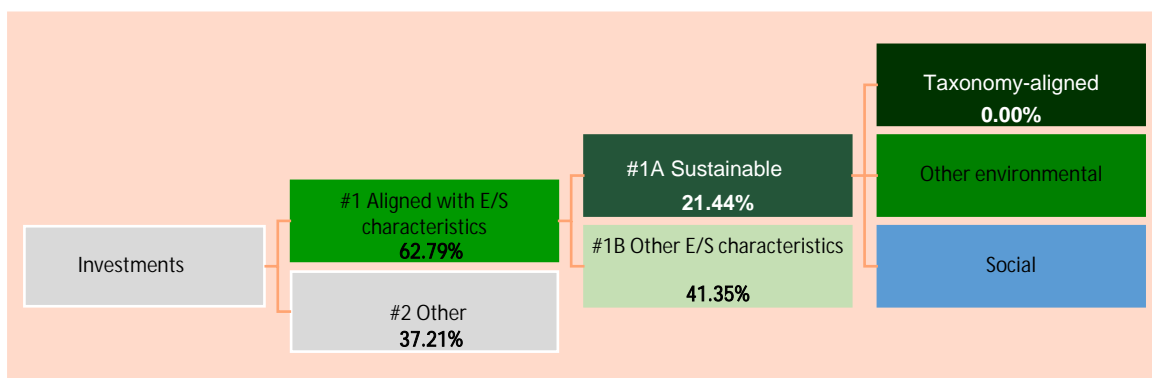 Investments
#1 Aligned with E/S
characteristics
62.79%
#2 Other
37.21%
#1A Sustainable
21.44%
#1B Other E/S characteristics
41.35%
Taxonomy-aligned
0.00%
Other environmental
Social